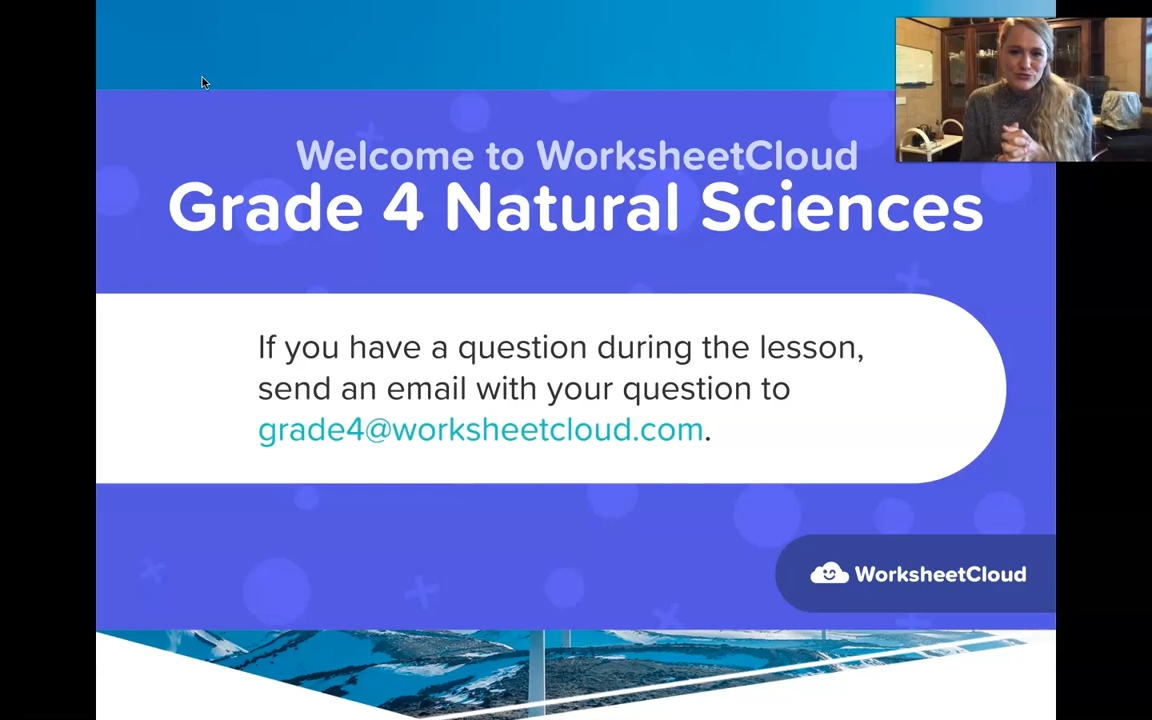 Welcome to WorksheetCloud
Grade 4 Natural Sciences
If you have a question during the lesson,
send an email with your question to
grade4@worksheetcloud.com.
WorksheetCloud